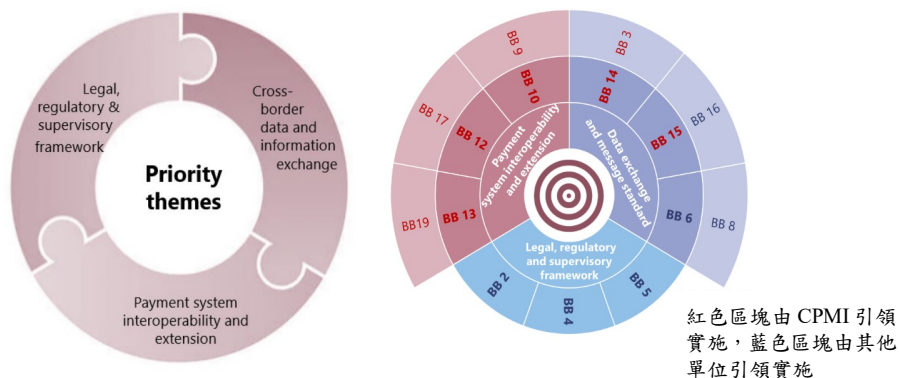 Legal,
regulatory &
supervisory
framework
Cross-
border
data and
information
exchange
Priority
themes
Payment system
interoperability and
extension
BB 9
BB 3
BB 17
BB 10
BB 14
BB 16
BB 12
BB 15
BB19
BB 13
BB 6
BB 8
Payment
system interoperability
and extension
Data exchange
and message standard
Legal, regulatory
and supervisory
framework
BB 2
BB 4
BB 5
紅色區塊由 CPMI 引領
實施，藍色區塊由其他
單位引領實施